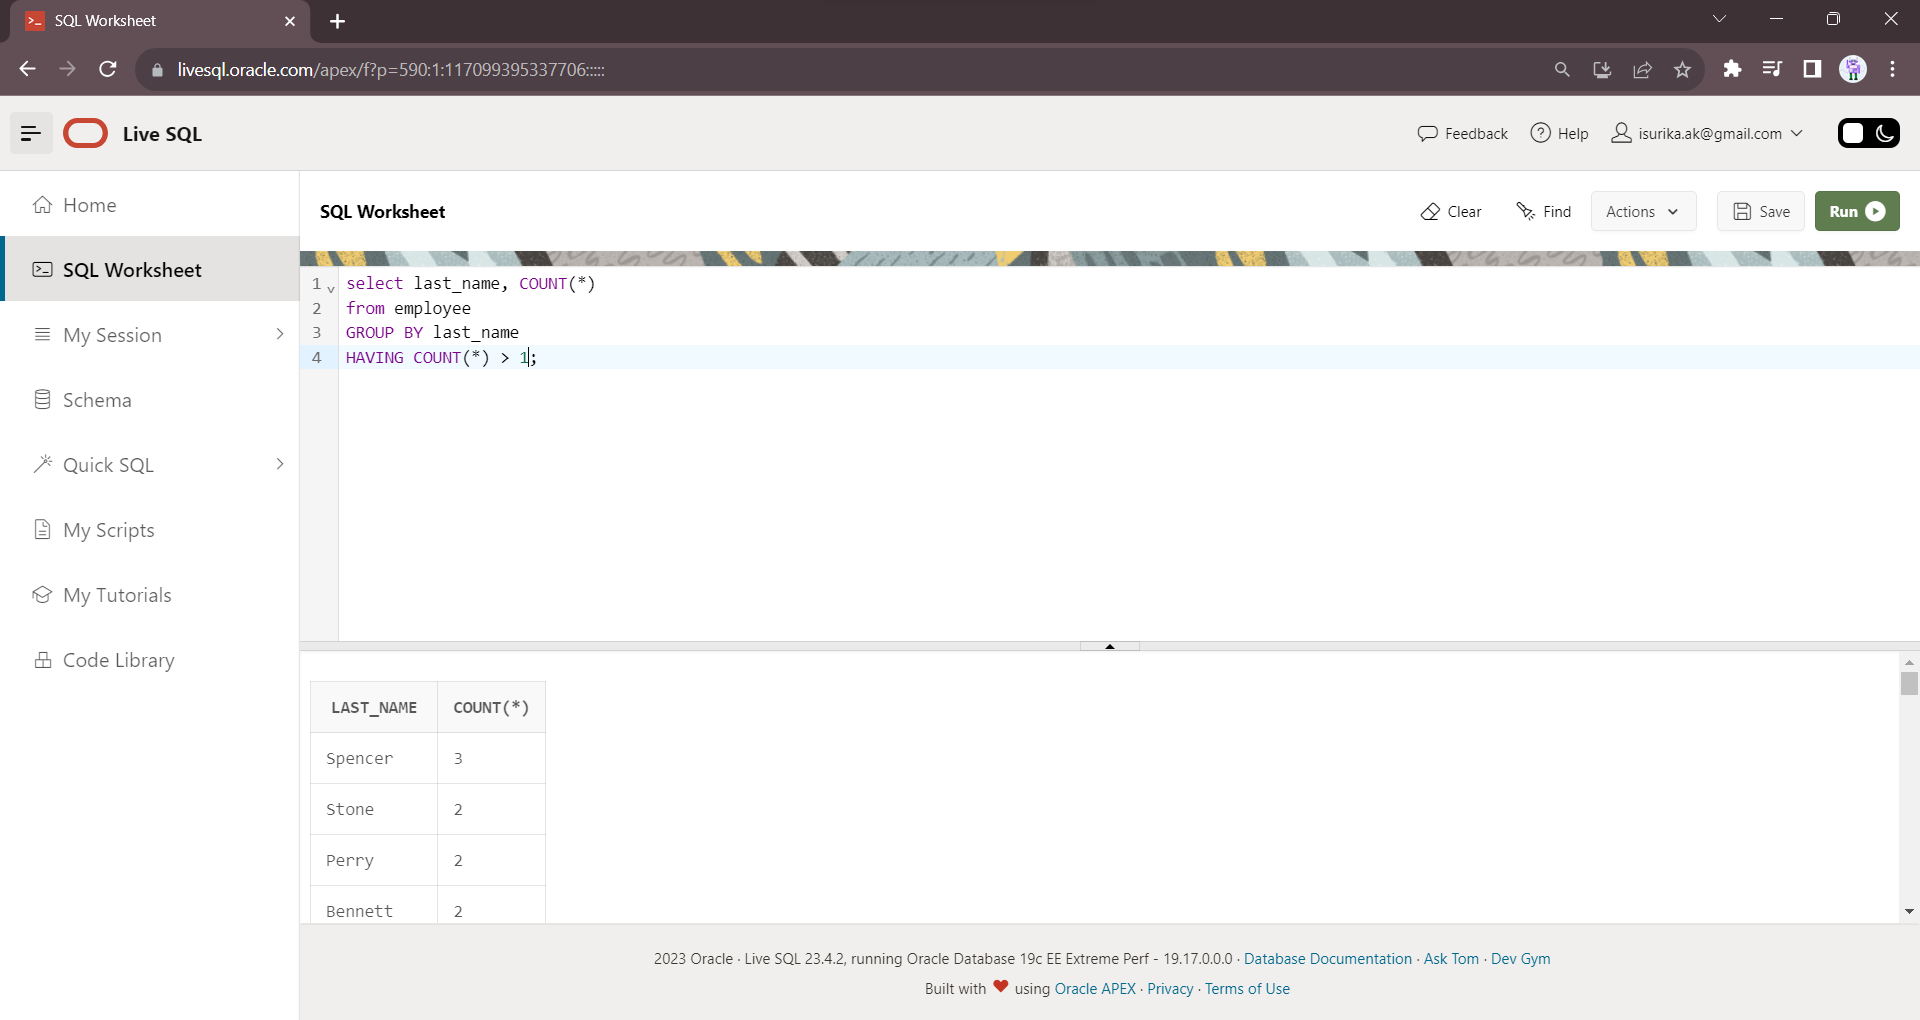 SQL Worksheet
livesql.oracle.com/apex/f?p=590:1:117099395337706:::::
Live SQL
Feedback
Help
isurika.ak@gmail.com
Home
SQL Worksheet
My Session
Schema
Quick SQL
My Scripts
My Tutorials
Code Library
SQL Worksheet
Clear
Find
Actions
Save
Run
1 select last_name, COUNT(*)
2 from employee
3 GROUP BY last_name
4 HAVING COUNT(*) > 1;
LAST_NAME COUNT(*)
Spencer 3
Stone 2
Perry 2
Bennett 2
2023 Oracle · Live SQL 23.4.2, running Oracle Database 19c EE Extreme Perf - 19.17.0.0.0 · Database Documentation · Ask Tom · Dev Gym
Built with ❤ using Oracle APEX · Privacy · Terms of Use